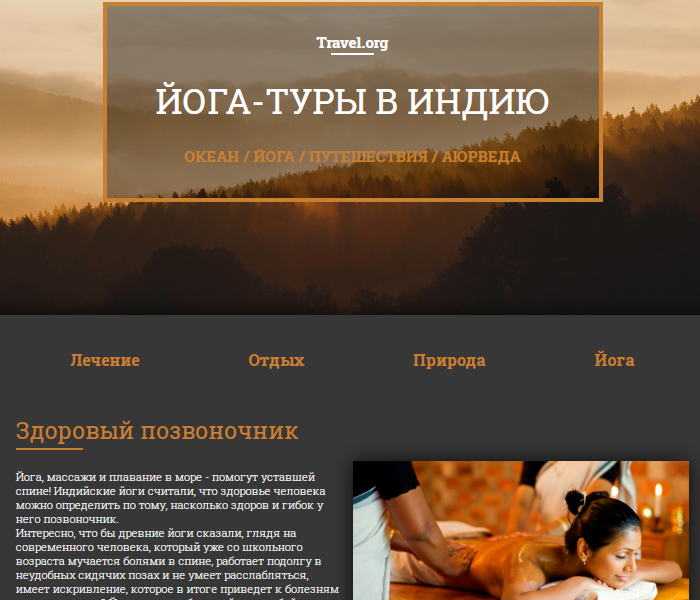 Travel.org
ЙОГА-ТУРЫ В ИНДИЮ
ОКЕАН / ЙОГА / ПУТЕШЕСТВИЯ / АЮРВЕДА
Лечение Отдых Природа Йога
Здоровый позвоночник
Йога, массажи и плавание в море - помогут уставшей
спине! Индийские йоги считали, что здоровье человека
можно определить по тому, насколько здоров и гибок у
него позвоночник.
Интересно, что бы древние йоги сказали, глядя на
современного человека, который уже со школьного
возраста мучается болями в спине, работает подолгу в
неудобных сидячих позах и не умеет расслабляться,
имеет искривление, которое в итоге приведет к болезням